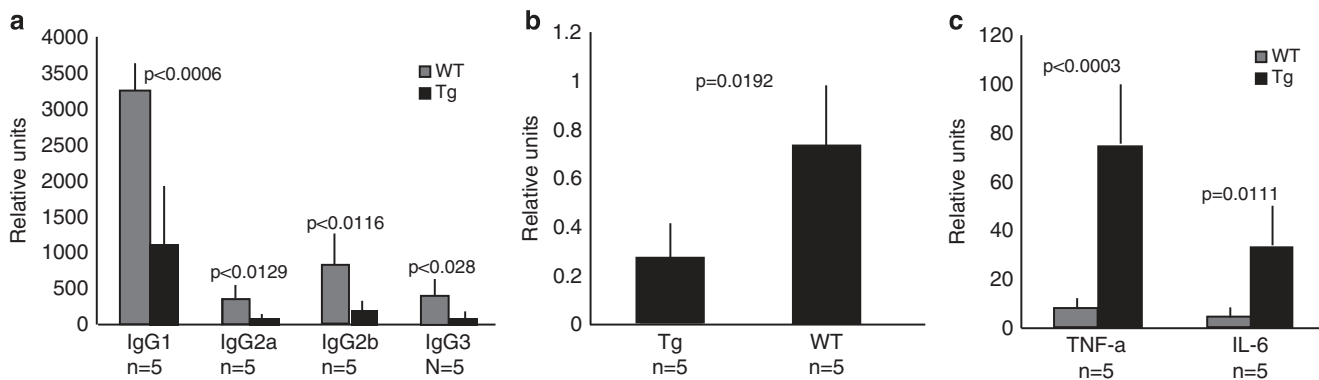 a
4000
3500
3000
2500
2000
1500
1000
500
0
Relative units
p<0.0006
p<0.0129
p<0.0116
p<0.028
WT
Tg
IgG1 IgG2a IgG2b IgG3
n=5 n=5 n=5 N=5
b
1.2
1
0.8
0.6
0.4
0.2
0
Relative units
p=0.0192
Tg WT
n=5 n=5
c
120
100
80
60
40
20
0
Relative units
p<0.0003
p=0.0111
WT
Tg
TNF-a IL-6
n=5 n=5